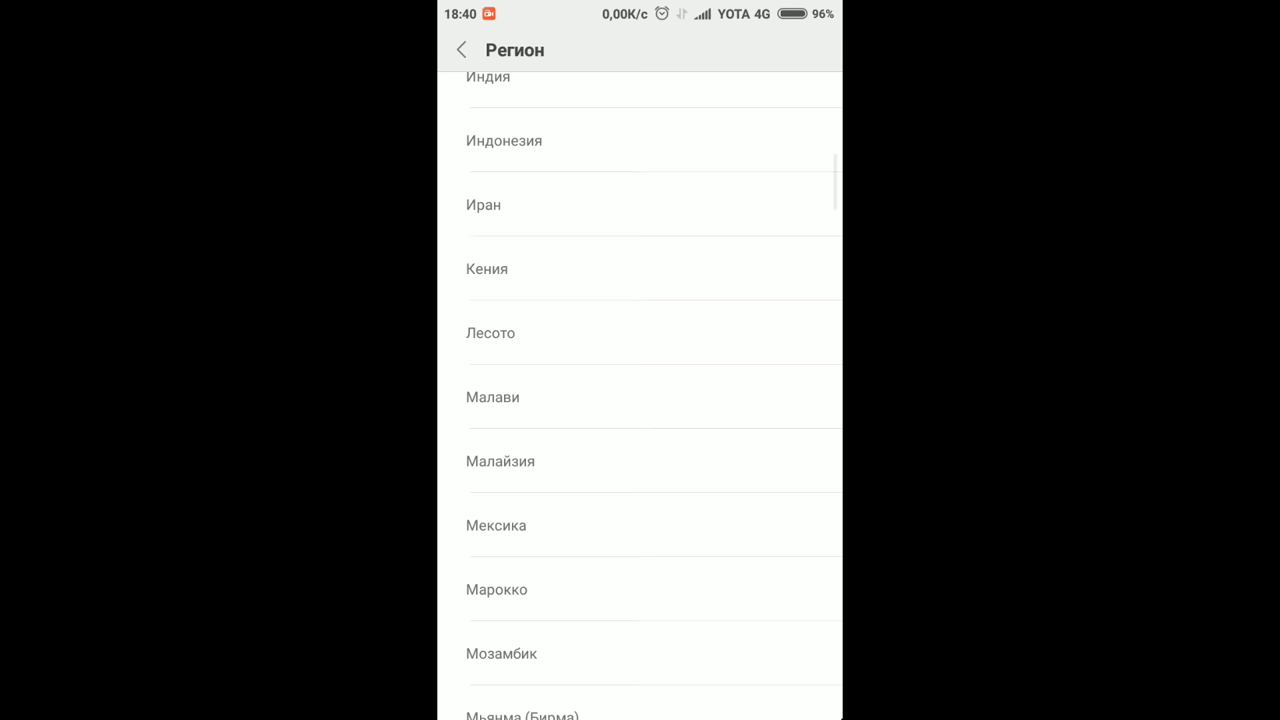 18:40 0,00K/c YOTA 4G 96%
Регион
Индия
Индонезия
Иран
Кения
Лесото
Малави
Малайзия
Мексика
Марокко
Мозамбик
Мьянма (Бирма)